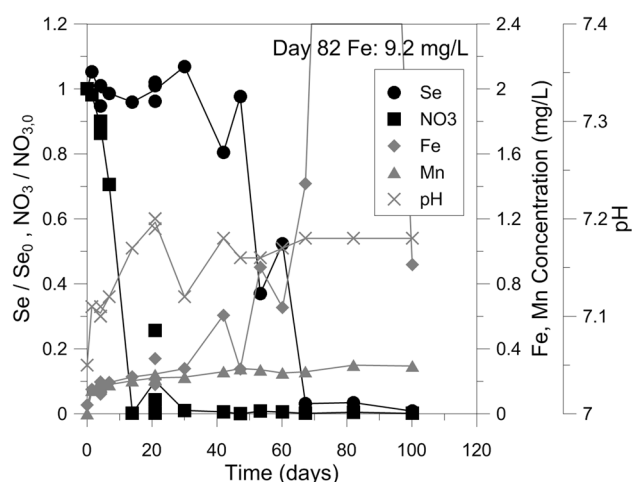 1.2
1
0.8
0.6
0.4
0.2
0
Se / Se0 , NO3 / NO3,0
Day 82 Fe: 9.2 mg/L
Se
NO3
Fe
Mn
pH
2.4
2
1.6
1.2
0.8
0.4
0
Fe, Mn Concentration (mg/L)
7.4
7.3
7.2
7.1
7
pH
0 20 40 60 80 100 120
Time (days)